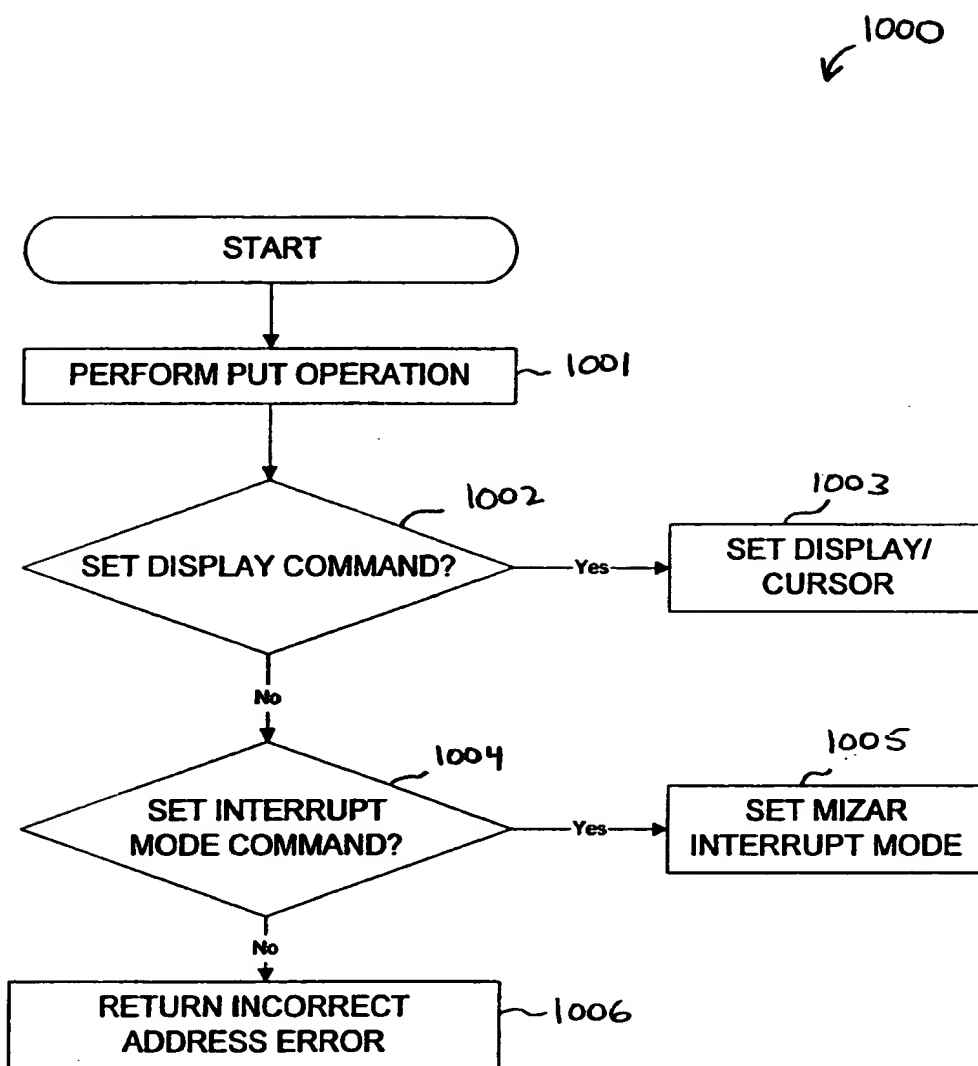 1000
START
PERFORM PUT OPERATION
1001
1002
SET DISPLAY COMMAND?
Yes
1003
SET DISPLAY/
CURSOR
No
1004
SET INTERRUPT
MODE COMMAND?
Yes
1005
SET MIZAR
INTERRUPT MODE
No
RETURN INCORRECT
ADDRESS ERROR
1006